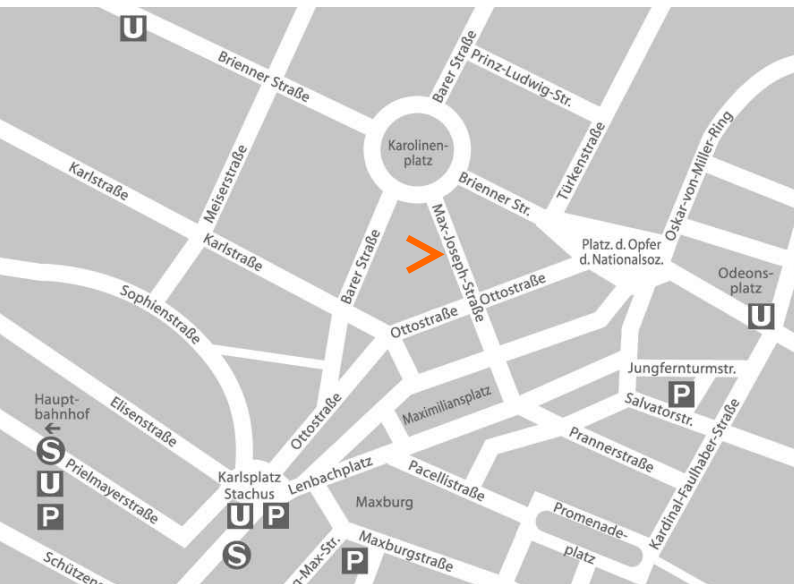 U
Brienner Straße
Barer Straße
Prinz-Ludwig-Str.
Karolinen-
platz
Türkenstraße
Oskar-von-Miller-Ring
Karlstraße
Meiserstraße
Brienner Str.
Karlstraße
Barer Straße
Max-Joseph-Straße
Platz. d. Opfer
d. Nationalsoz.
Odeons-
platz
U
Sophienstraße
Ottostraße
Ottostraße
Jungfernturmstr.
P
Salvatorstr.
Maximiliansplatz
Haupt-
bahnhof
←
S
U
P
Elisenstraße
Ottostraße
Prannerstraße
Kardinal-Faulhaber-Straße
Prielmayerstraße
Karlsplatz
Stachus
U P
S
Lenbachplatz
Pacellistraße
Maxburg
Promenade-
platz
Maxburgstraße
P